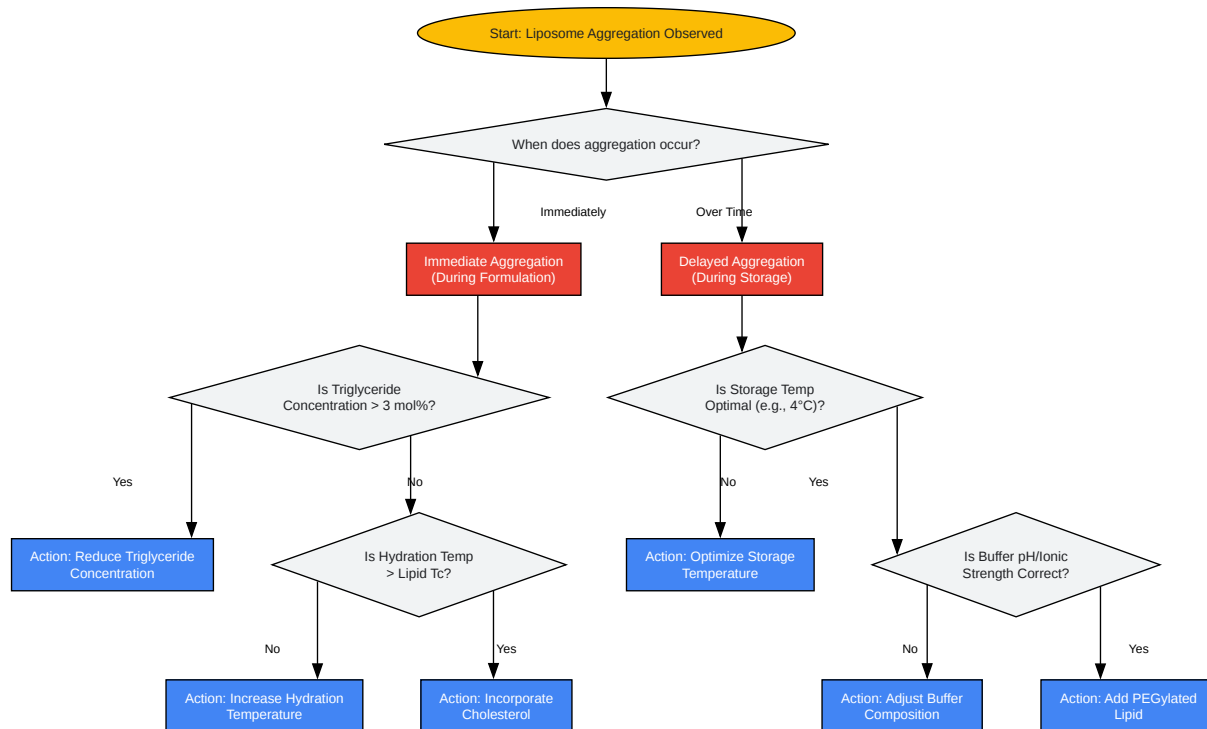 Start: Liposome Aggregation Observed
When does aggregation occur?
Immediately
Over Time
Immediate Aggregation
(During Formulation)
Delayed Aggregation
(During Storage)
Is Triglyceride
Concentration > 3 mol%?
Is Storage Temp
Optimal (e.g., 4°C)?
Yes
No
No
Yes
Action: Reduce Triglyceride
Concentration
Is Hydration Temp
> Lipid Tc?
Action: Optimize Storage
Temperature
Is Buffer pH/Ionic
Strength Correct?
No
Yes
No
Yes
Action: Increase Hydration
Temperature
Action: Incorporate
Cholesterol
Action: Adjust Buffer
Composition
Action: Add PEGylated
Lipid